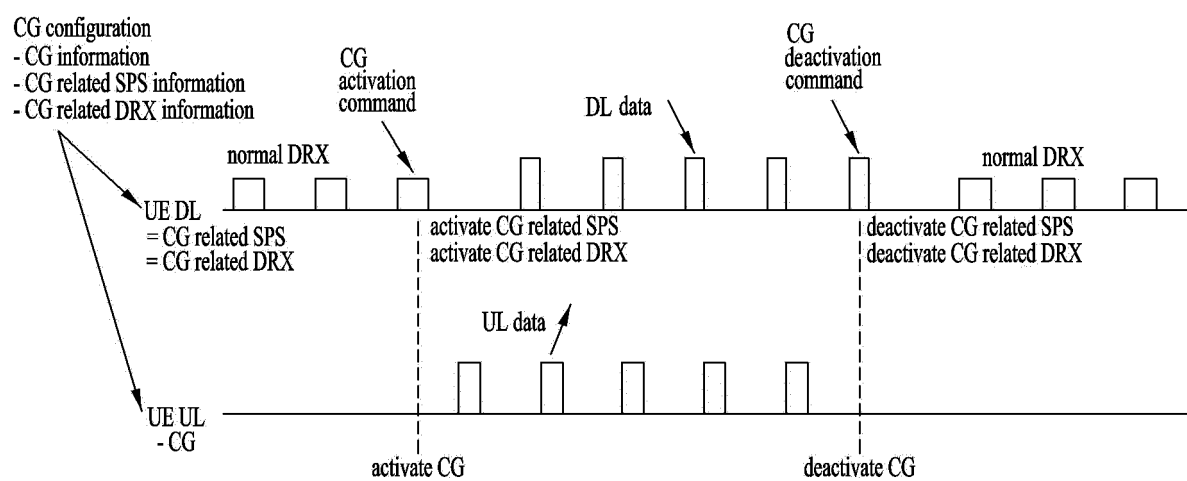 CG configuration
- CG information
- CG related SPS information
- CG related DRX information
CG
activation
command
DL data
CG
deactivation
command
normal DRX
normal DRX
UE DL
= CG related SPS
= CG related DRX
activate CG related SPS
activate CG related DRX
deactivate CG related SPS
deactivate CG related DRX
UL data
UE UL
- CG
activate CG
deactivate CG